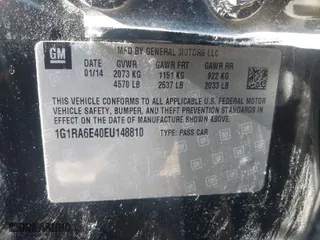 GM
MFD BY GENERAL MOTORS LLC
DATE GVWR GAWR FRT GAWR RR
01/14 2073 KG 1151 KG 922 KG
4570 LB 2537 LB 2033 LB
THIS VEHICLE CONFORMS TO ALL APPLICABLE U.S. FEDERAL MOTOR
VEHICLE SAFETY, BUMPER, AND THEFT PREVENTION STANDARDS
IN EFFECT ON THE DATE OF MANUFACTURE SHOWN ABOVE.
1G1RA6E40EU148810 TYPE: PASS CAR